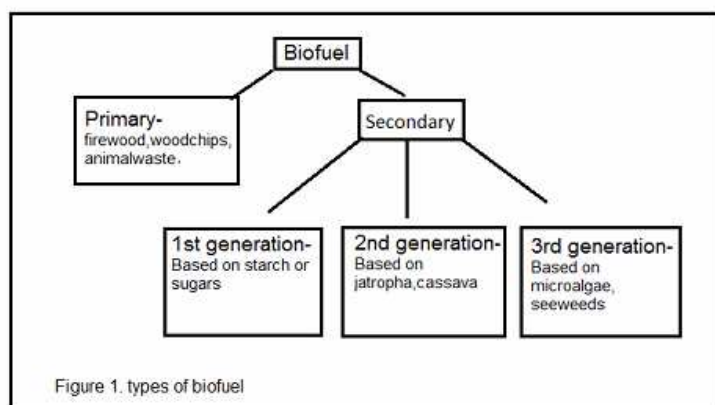 Biofuel
Primary-
firewood,woodchips,
animalwaste.
Secondary
1st generation-
Based on starch or
sugars
2nd generation-
Based on
jatropha,cassava
3rd generation-
Based on
microalgae,
seeweeds
Figure 1. types of biofuel